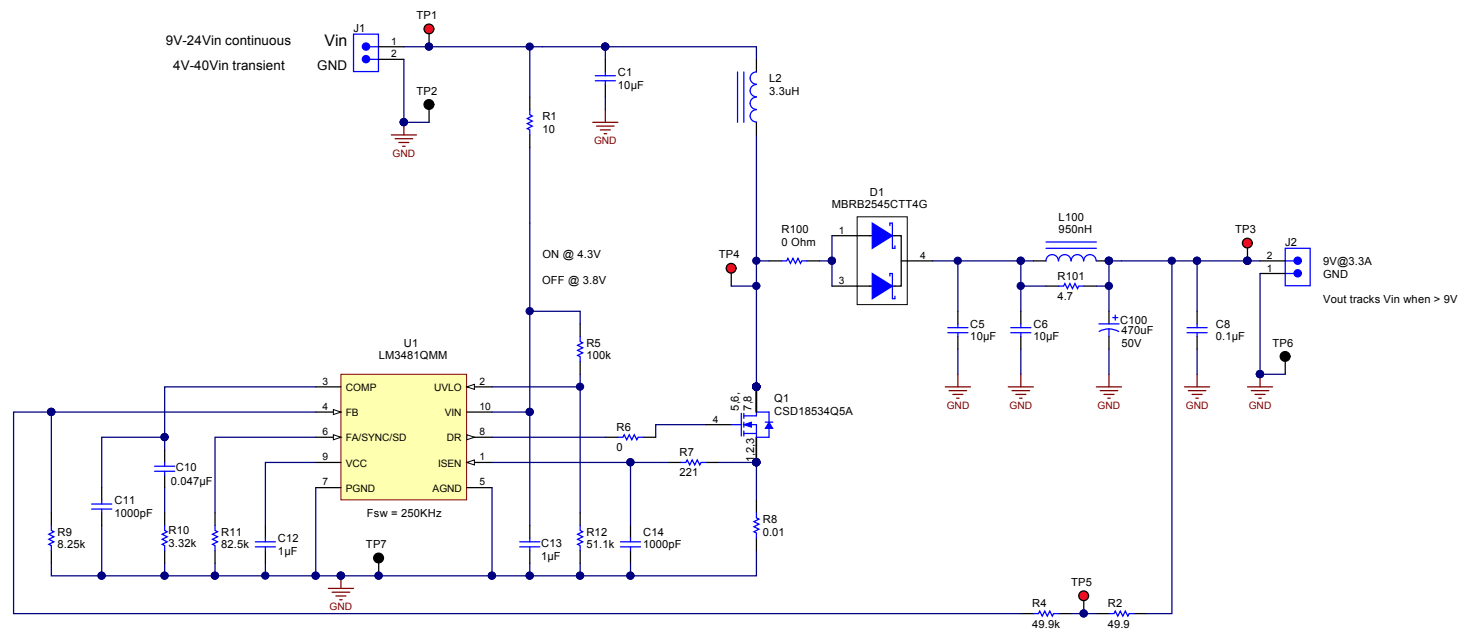 TP1
J1
9V-24Vin continuous
Vin
1
4V-40Vin transient
GND
2
TP2
GND
C1
10µF
GND
L2
3.3uH
R1
10
D1
MBRB2545CTT4G
R100
0 Ohm
1
3
4
TP4
L100
950nH
R101
4.7
TP3
J2
2
1
9V@3.3A
GND
Vout tracks Vin when > 9V
ON @ 4.3V
OFF @ 3.8V
C5
10µF
GND
C6
10µF
GND
+
C100
470uF
50V
GND
C8
0.1µF
GND
TP6
GND
R5
100k
U1
LM3481QMM
3
COMP
UVLO
2
4
FB
VIN
10
6
FA/SYNC/SD
DR
8
9
VCC
ISEN
1
7
PGND
AGND
5
Fsw = 250KHz
5,6,
7,8
Q1
CSD18534Q5A
4
1,2,3
R6
0
R7
221
C10
0.047µF
C11
1000pF
R9
8.25k
R10
3.32k
R11
82.5k
C12
1µF
TP7
GND
C13
1µF
R12
51.1k
C14
1000pF
R8
0.01
TP5
R4
49.9k
R2
49.9